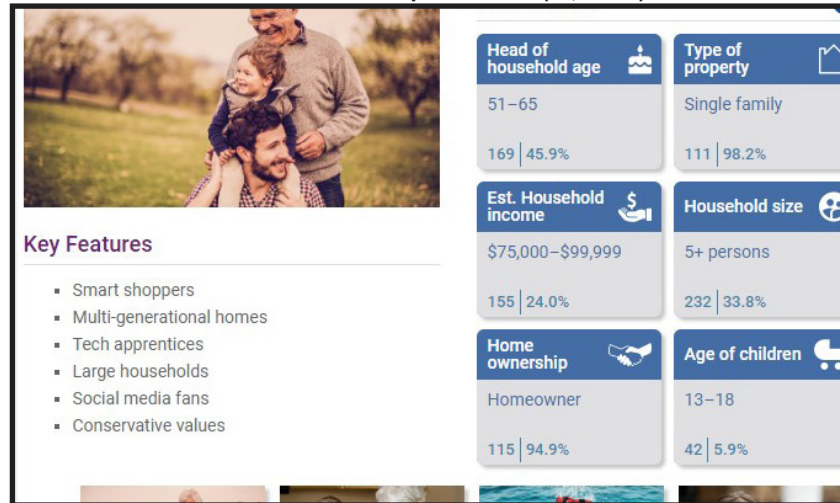 Head of
household age
51–65
169 | 45.9%
Type of
property
Single family
111 | 98.2%
Est. Household
income
$75,000–$99,999
155 | 24.0%
Household size
5+ persons
232 | 33.8%
Home
ownership
Homeowner
115 | 94.9%
Age of children
13–18
42 | 5.9%
Key Features
Smart shoppers
Multi-generational homes
Tech apprentices
Large households
Social media fans
Conservative values